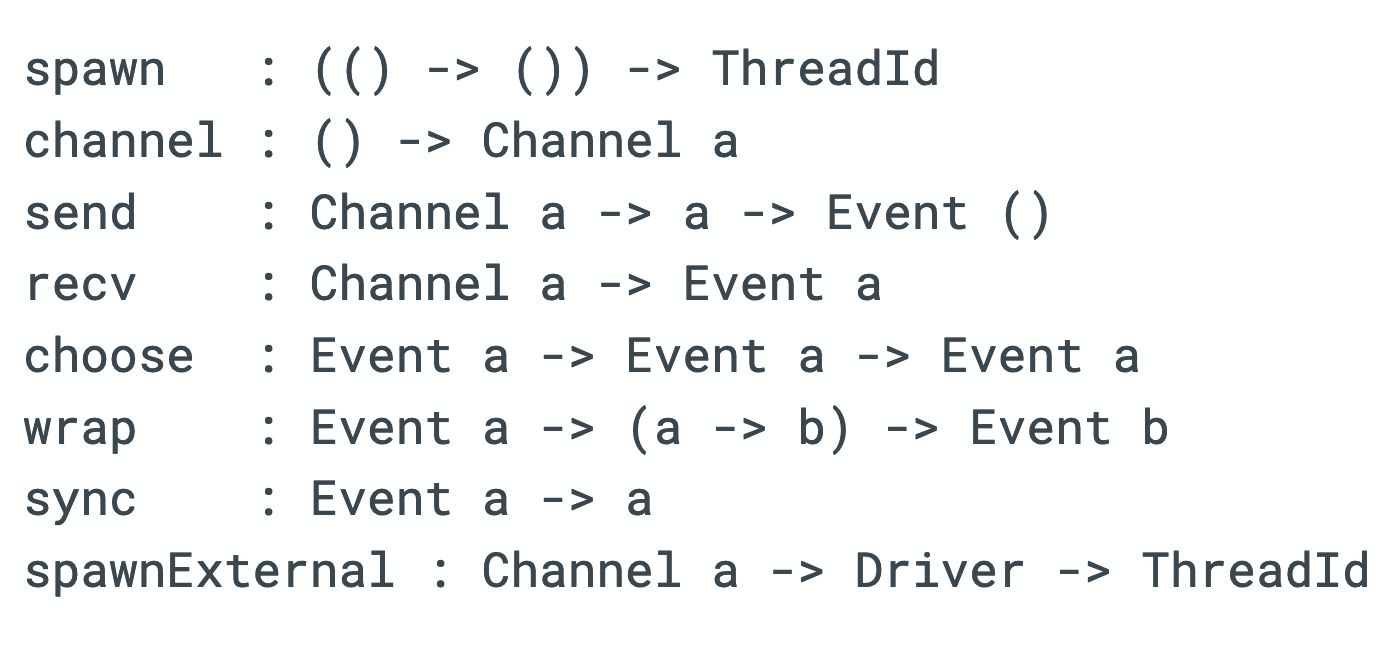 spawn   : (() -> ()) -> ThreadId
channel : () -> Channel a
send    : Channel a -> a -> Event ()
recv    : Channel a -> Event a
choose  : Event a -> Event a -> Event a
wrap    : Event a -> (a -> b) -> Event b
sync    : Event a -> a
spawnExternal : Channel a -> Driver -> ThreadId